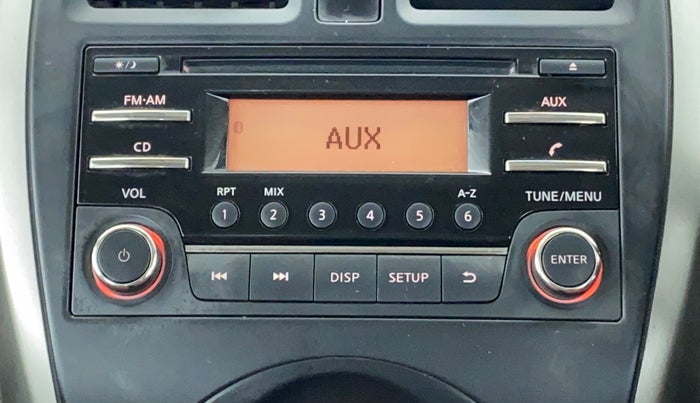 FM·AM
AUX
AUX
CD
VOL
RPT MIX A-Z
TUNE/MENU
1 2 3 4 5 6
ENTER
DISP SETUP